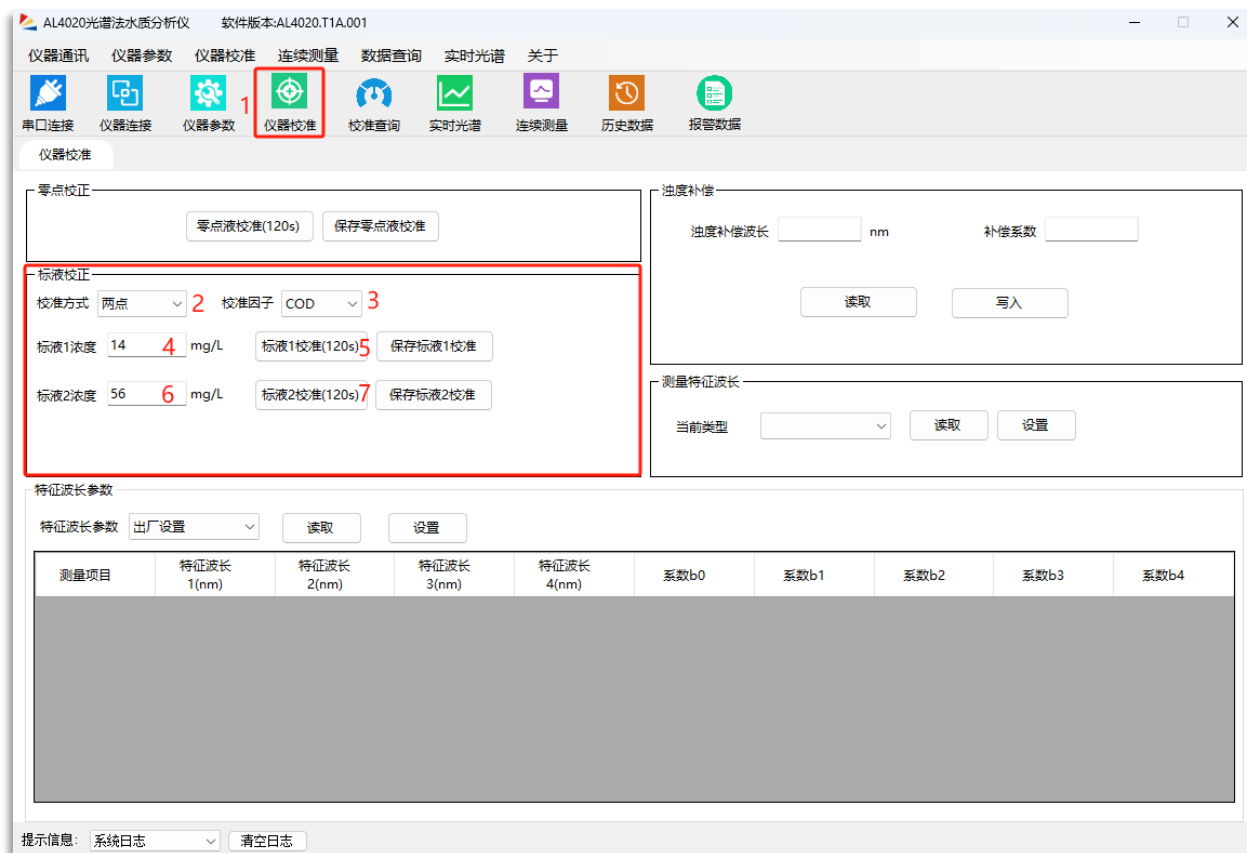 AL4020光谱法水质分析仪 软件版本:AL4020.T1A.001
仪器通讯 仪器参数 仪器校准 连续测量 数据查询 实时光谱 关于
1
串口连接 仪器连接 仪器参数 仪器校准 校准查询 实时光谱 连续测量 历史数据 报警数据
仪器校准
零点校正
零点液校准(120s) 保存零点液校准
标液校正
校准方式 两点 2 校准因子 COD 3
标液1浓度 14 4 mg/L 标液1校准(120s) 5 保存标液1校准
标液2浓度 56 6 mg/L 标液2校准(120s) 7 保存标液2校准
浊度补偿
浊度补偿波长 nm 补偿系数
读取 写入
测量特征波长
当前类型 读取 设置
特征波长参数
特征波长参数 出厂设置 读取 设置
测量项目 特征波长1(nm) 特征波长2(nm) 特征波长3(nm) 特征波长4(nm) 系数b0 系数b1 系数b2 系数b3 系数b4
提示信息: 系统日志 清空日志